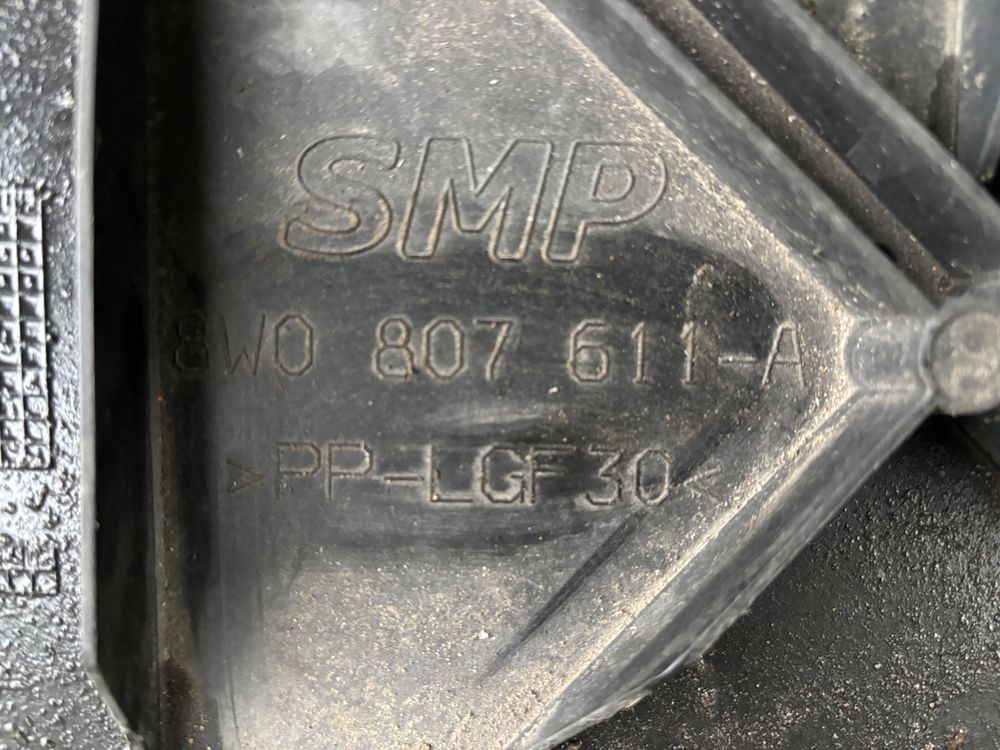 SMP
8W0 807 611-A
>PP-LGF30<